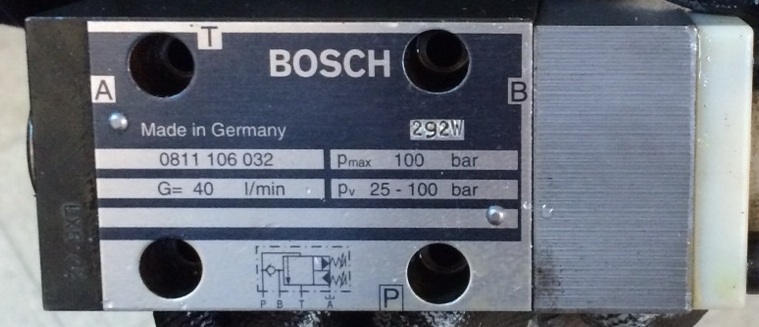 T
BOSCH
A
B
Made in Germany 292W
0811 106 032 pmax 100 bar
G= 40 l/min pv 25 - 100 bar
P
P B T A